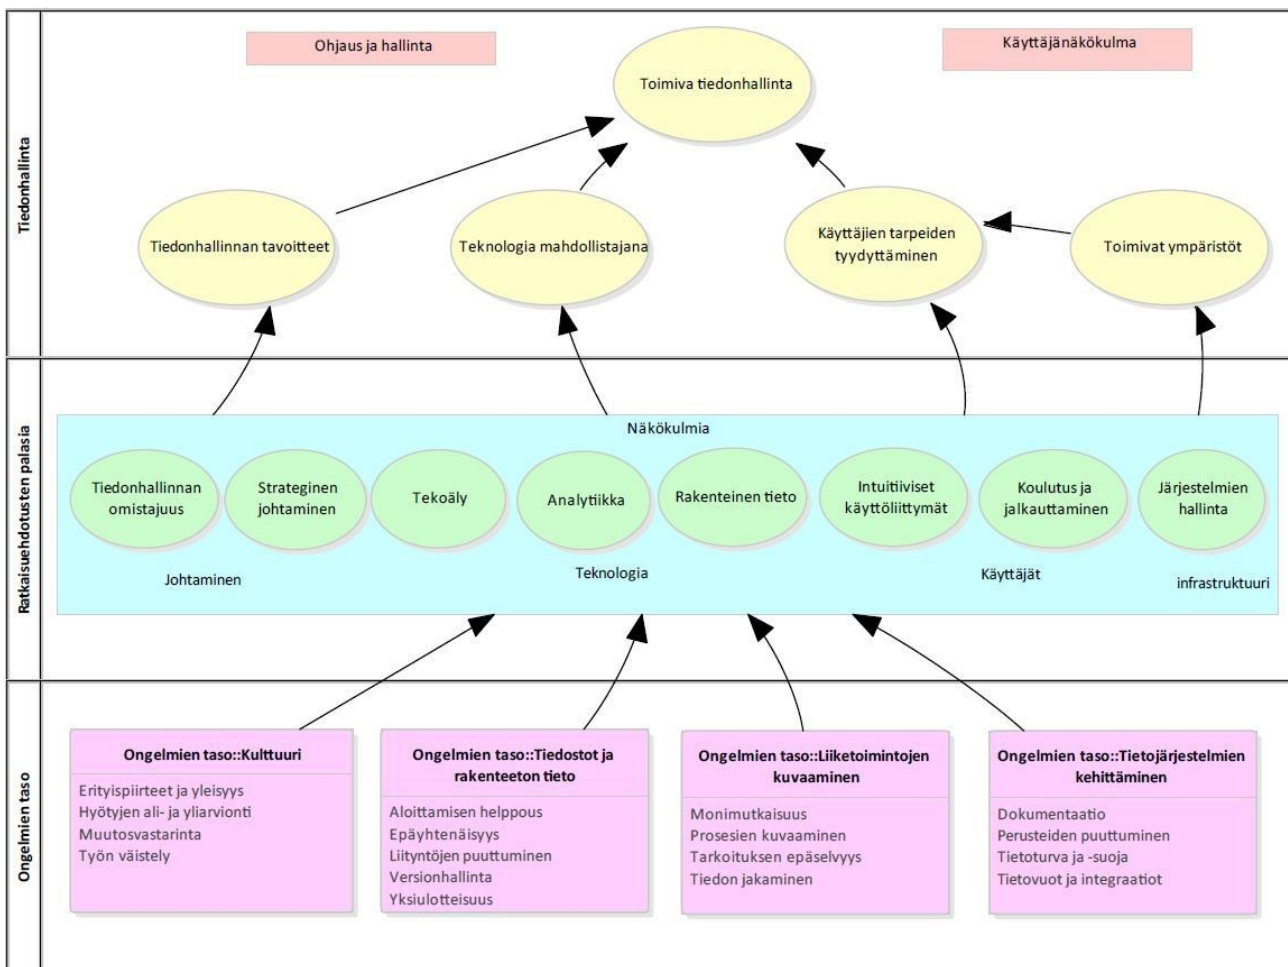 Tiedonhallinta
Ohjaus ja hallinta
Käyttäjänäkökulma
Toimiva tiedonhallinta
Tiedonhallinnan tavoitteet
Teknologia mahdollistajana
Käyttäjien tarpeiden
tyydyttäminen
Toimivat ympäristöt
Ratkaisuehdotusten palasia
Näkökulmia
Tiedonhallinnan
omistajuus
Strateginen
johtaminen
Tekoäly
Analytiikka
Rakenteinen tieto
Intuitiiviset
käyttöliittymät
Koulutus ja
jalkauttaminen
Järjestelmien
hallinta
Johtaminen
Teknologia
Käyttäjät
infrastruktuuri
Ongelmien taso
Ongelmien taso::Kulttuuri
Erityispiirteet ja yleisyys
Hyötyjen ali- ja yliarvionti
Muutosvastarinta
Työn väistely
Ongelmien taso::Tiedostot ja
rakenteeton tieto
Aloittamisen helppous
Epäyhtenäisyys
Liityntöjen puuttuminen
Versionhallinta
Yksiulotteisuus
Ongelmien taso::Liiketoimintojen
kuvaaminen
Monimutkaisuus
Prosesien kuvaaminen
Tarkoituksen epäselvyys
Tiedon jakaminen
Ongelmien taso::Tietojärjestelmien
kehittäminen
Dokumentaatio
Perusteiden puuttuminen
Tietoturva ja -suoja
Tietovuot ja integraatiot